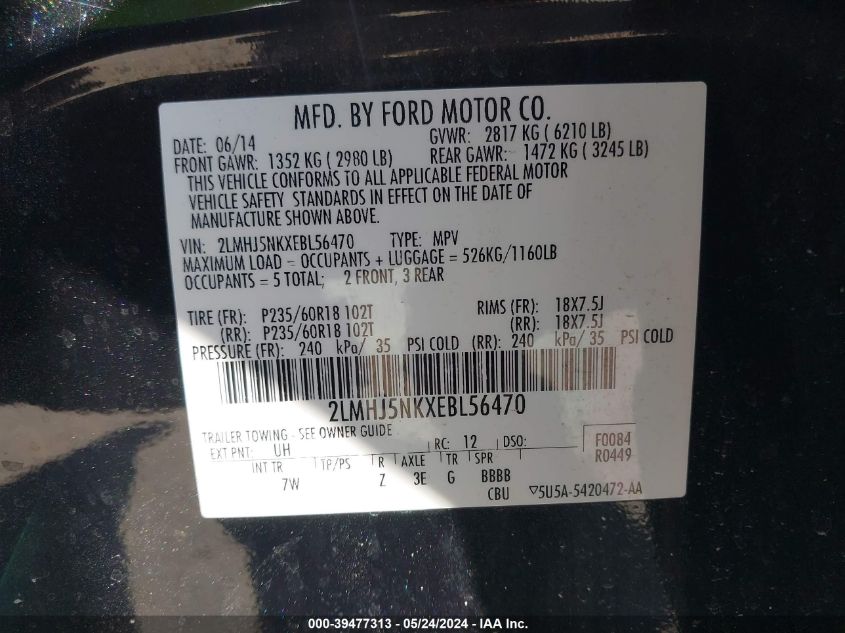 MFD. BY FORD MOTOR CO.
DATE: 06/14 GVWR: 2817 KG ( 6210 LB)
FRONT GAWR: 1352 KG ( 2980 LB) REAR GAWR: 1472 KG ( 3245 LB)
THIS VEHICLE CONFORMS TO ALL APPLICABLE FEDERAL MOTOR
VEHICLE SAFETY STANDARDS IN EFFECT ON THE DATE OF
MANUFACTURE SHOWN ABOVE.
VIN: 2LMHJ5NKXEBL56470 TYPE: MPV
MAXIMUM LOAD = OCCUPANTS + LUGGAGE = 526KG/1160LB
OCCUPANTS = 5 TOTAL; 2 FRONT, 3 REAR
TIRE (FR): P235/60R18 102T RIMS (FR): 18X7.5J
(RR): P235/60R18 102T (RR): 18X7.5J
PRESSURE (FR): 240 kPa/ 35 PSI COLD (RR): 240 kPa/ 35 PSI COLD
2LMHJ5NKXEBL56470
TRAILER TOWING - SEE OWNER GUIDE
EXT PNT: UH RC: 12 DSO: F0084
R0449
INT TR TP/PS R AXLE TR SPR
7W Z 3E G BBBB
CBU ▽5U5A-5420472-AA
000-39477313 - 05/24/2024 - IAA Inc.